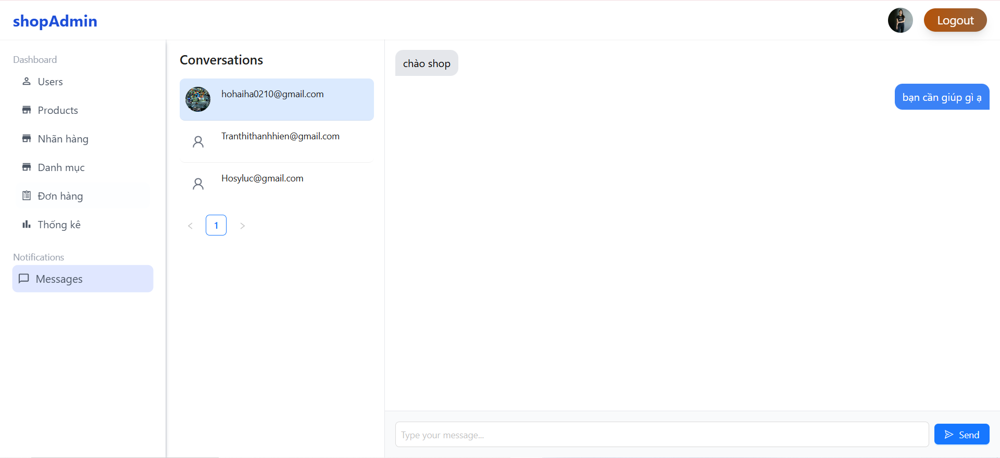 shopAdmin
Logout
Dashboard
Users
Products
Nhãn hàng
Danh mục
Đơn hàng
Thống kê
Notifications
Messages
Conversations
hohaiha0210@gmail.com
Tranthithanhhien@gmail.com
Hosyluc@gmail.com
< 1 >
chào shop
bạn cần giúp gì ạ
Type your message...
Send